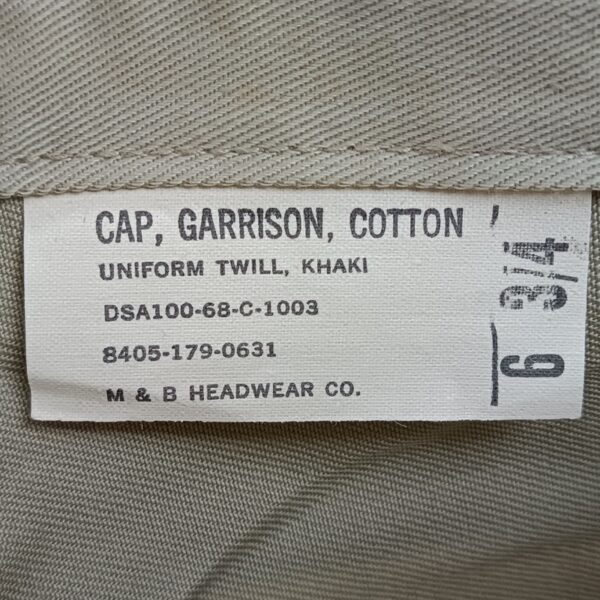 CAP, GARRISON, COTTON
UNIFORM TWILL, KHAKI
DSA100-68-C-1003
8405-179-0631
M & B HEADWEAR CO.
6 3/4